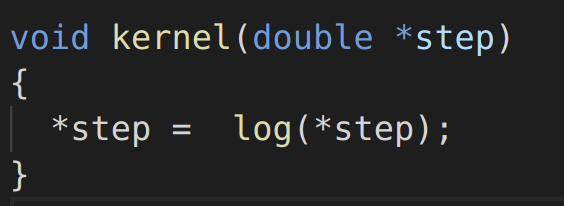 void kernel(double *step)
{
  *step =  log(*step);
}